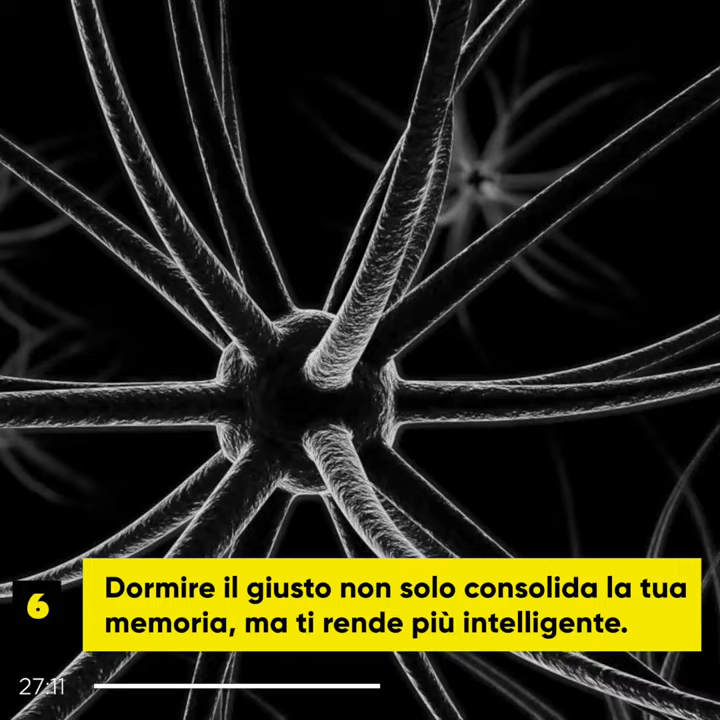 6
Dormire il giusto non solo consolida la tua
memoria, ma ti rende più intelligente.
27:11